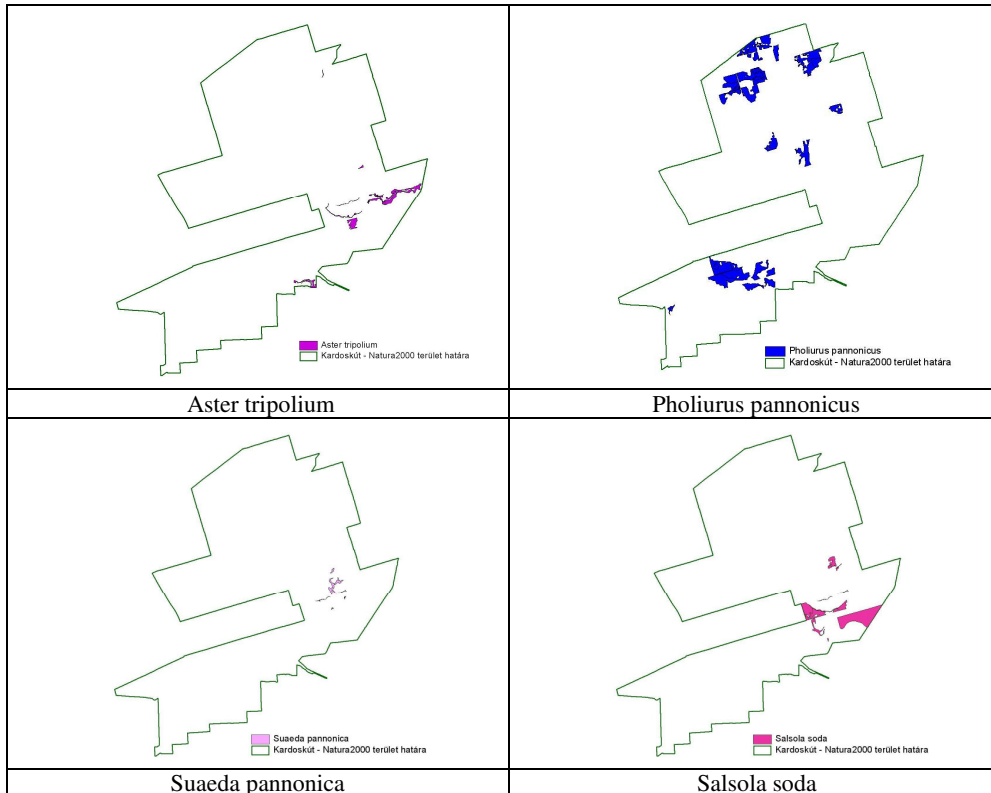 Aster tripolium
Kardoskút - Natura2000 terület határa
Pholiurus pannonicus
Kardoskút - Natura2000 terület határa
Aster tripolium
Pholiurus pannonicus
Suaeda pannonica
Kardoskút - Natura2000 terület határa
Salsola soda
Kardoskút - Natura2000 terület határa
Suaeda pannonica
Salsola soda